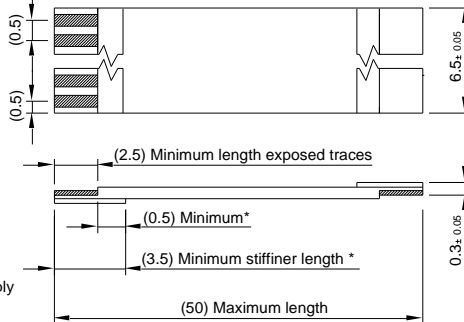 (0.5)
(0.5)
6.5± 0.05
(2.5) Minimum length exposed traces
(0.5) Minimum*
(3.5) Minimum stiffiner length *
0.3± 0.05
ply
(50) Maximum length